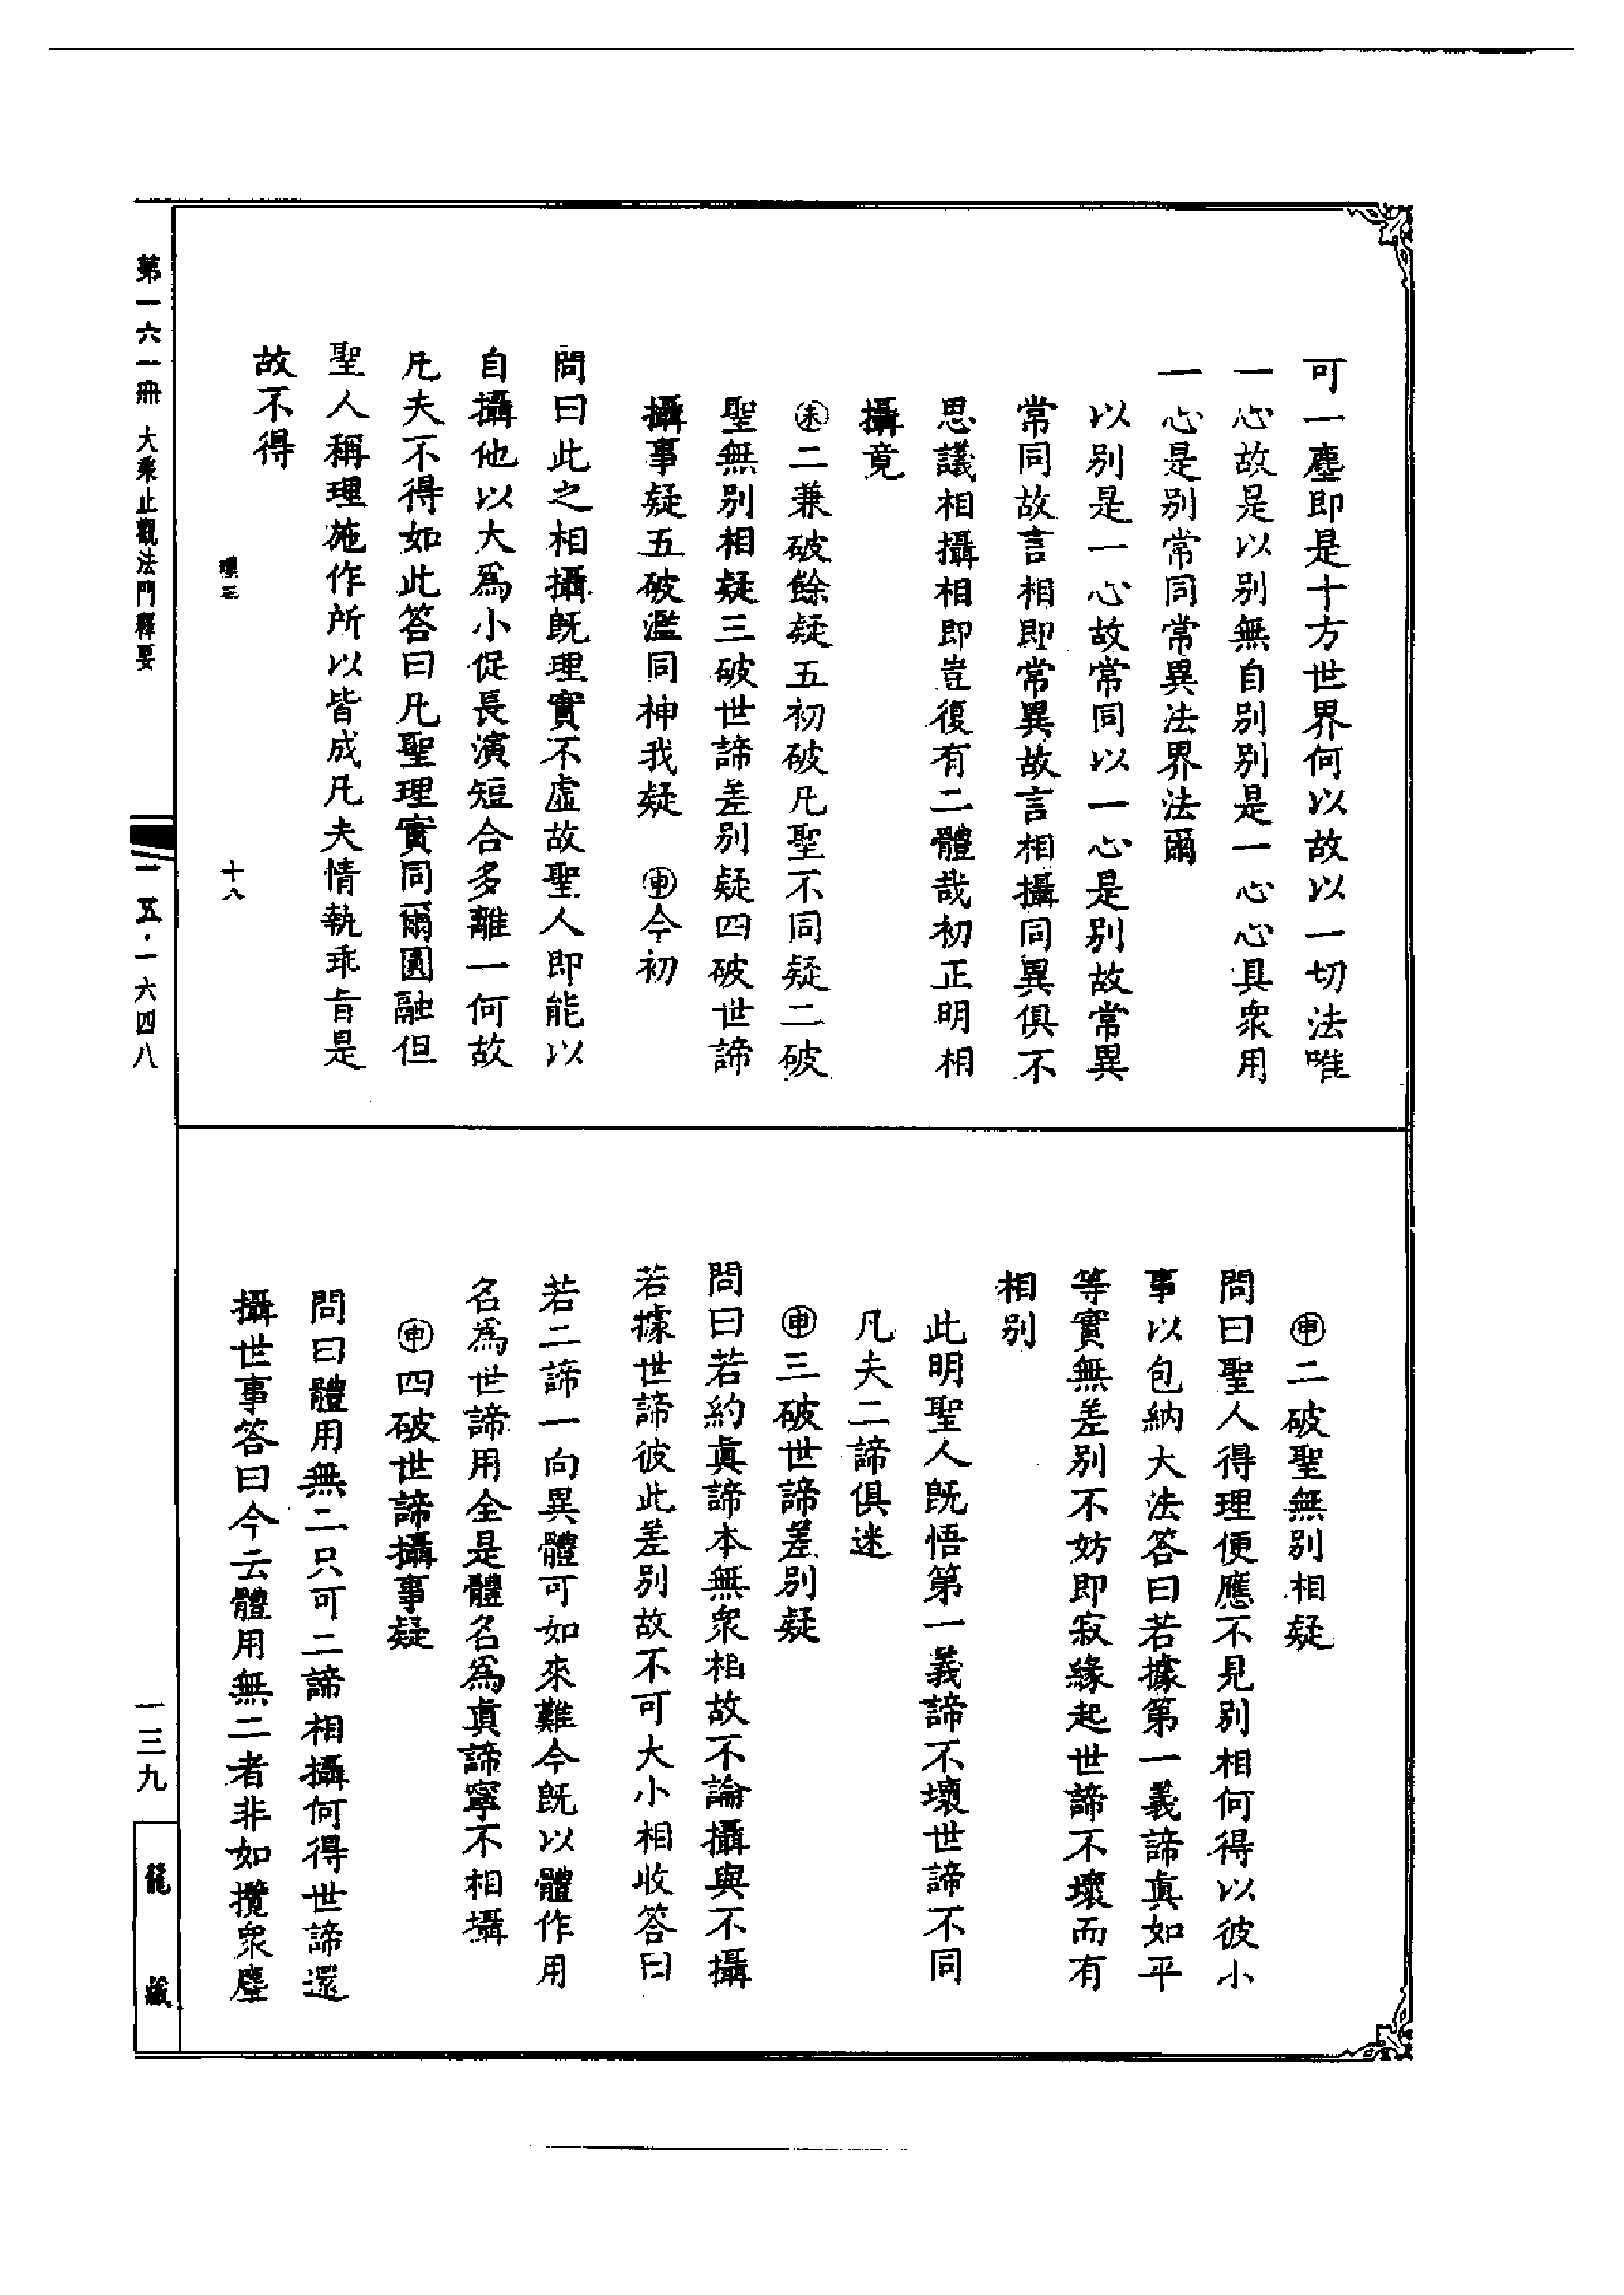 可一塵即是十方世界何以故以一切法唯
一心故是以別無自別別是一心心具衆用
一心是別常同常異法界法爾
以別是一心故常同以一心是別故常異
常同故言相即常異故言相攝同異俱不
思議相攝相即豈復有二體哉初正明相
攝竟
㊍二兼破餘疑五初破凡聖不同疑二破
聖無別相疑三破世諦差別疑四破世諦
攝事疑五破濫同神我疑　申今初
問曰此之相攝既理實不虛故聖人即能以
自攝他以大爲小促長演短合多離一何故
凡夫不得如此答曰凡聖理實同爾圓融但
聖人稱理施作所以皆成凡夫情執乖旨是
故不得
十八
申二破聖無別相疑
問曰聖人得理便應不見別相何得以彼小
事以包納大法答曰若據第一義諦真如平
等實無差別不妨即寂緣起世諦不壞而有
相別
此明聖人既悟第一義諦不壞世諦不同
凡夫二諦俱迷
申三破世諦差別疑
問曰若約真諦本無衆相故不論攝與不攝
若據世諦彼此差別故不可大小相收答曰
若二諦一向異體可如來難今既以體作用
名爲世諦用全是體名爲真諦寧不相攝
申四破世諦攝事疑
問曰體用無二只可二諦相攝何得世諦還
攝世事答曰今云體用無二者非如攬衆塵
第一六一冊　大乘止觀法門釋要
一五·一六四八
一三九
龍藏